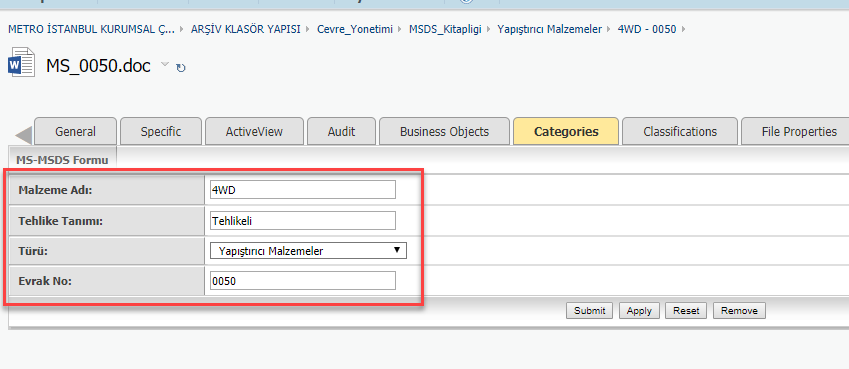 METRO İSTANBUL KURUMSAL Ç... › ARŞİV KLASÖR YAPISI › Cevre_Yonetimi › MSDS_Kitapligi › Yapıştırıcı Malzemeler › 4WD - 0050 ›
MS_0050.doc
General Specific ActiveView Audit Business Objects Categories Classifications File Properties
MS-MSDS Formu
Malzeme Adı: 4WD
Tehlike Tanımı: Tehlikeli
Türü: Yapıştırıcı Malzemeler
Evrak No: 0050
Submit Apply Reset Remove